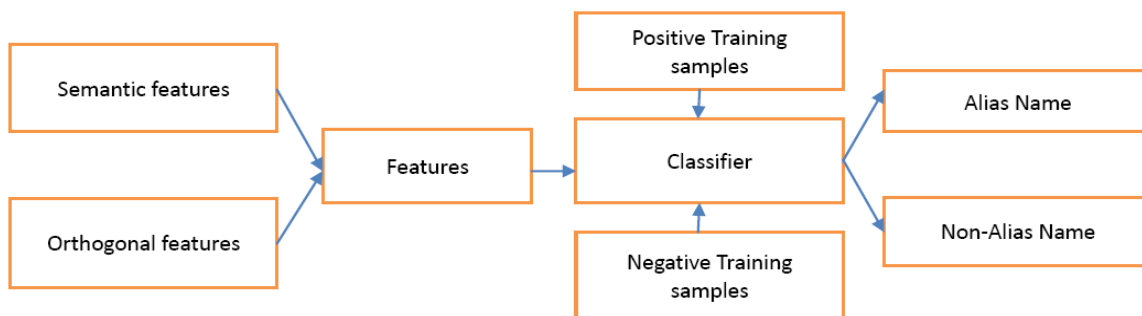 Semantic features
Orthogonal features
Features
Positive Training
samples
Classifier
Negative Training
samples
Alias Name
Non-Alias Name